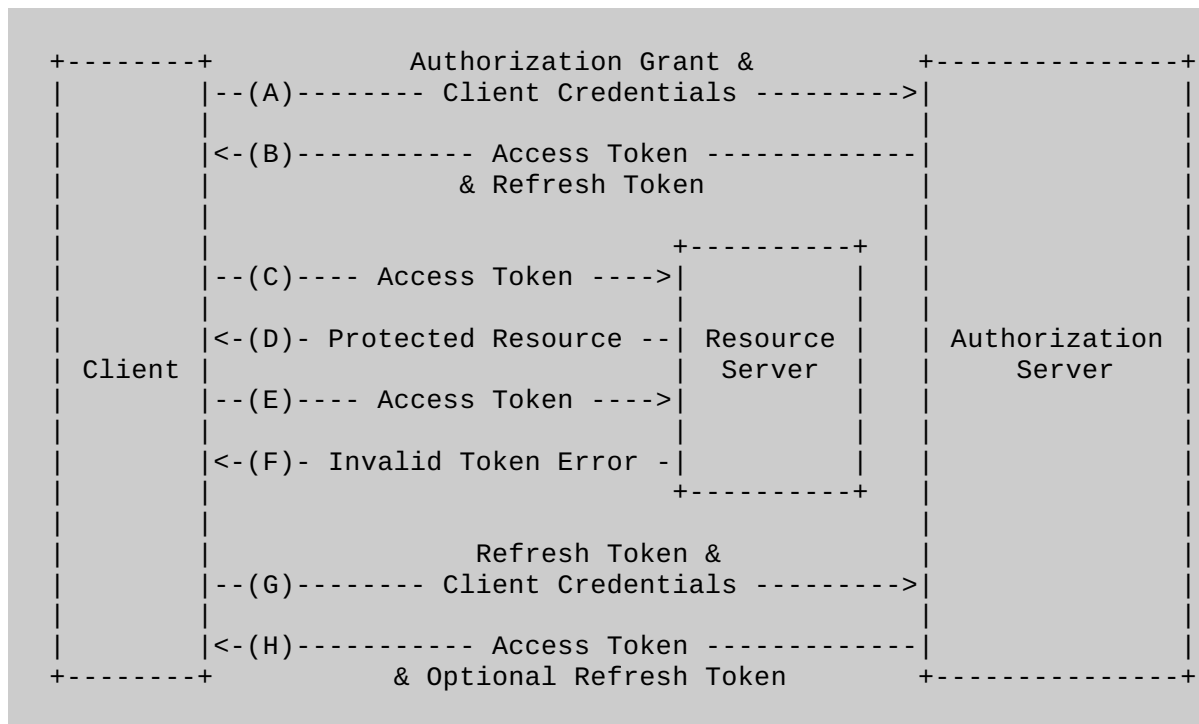 +--------+            Authorization Grant &          +---------------+
|        |--(A)-------- Client Credentials --------->|               |
|        |                                           |               |
|        |<-(B)----------- Access Token -------------|               |
|        |               & Refresh Token             |               |
|        |                                           |               |
|        |                            +----------+   |               |
|        |--(C)---- Access Token ---->|          |   |               |
|        |                            |          |   |               |
|        |<-(D)- Protected Resource --| Resource |   | Authorization |
| Client |                            |  Server  |   |     Server    |
|        |--(E)---- Access Token ---->|          |   |               |
|        |                            |          |   |               |
|        |<-(F)- Invalid Token Error -|          |   |               |
|        |                            +----------+   |               |
|        |                                           |               |
|        |                Refresh Token &            |               |
|        |--(G)-------- Client Credentials --------->|               |
|        |                                           |               |
|        |<-(H)----------- Access Token -------------|               |
+--------+           & Optional Refresh Token        +---------------+